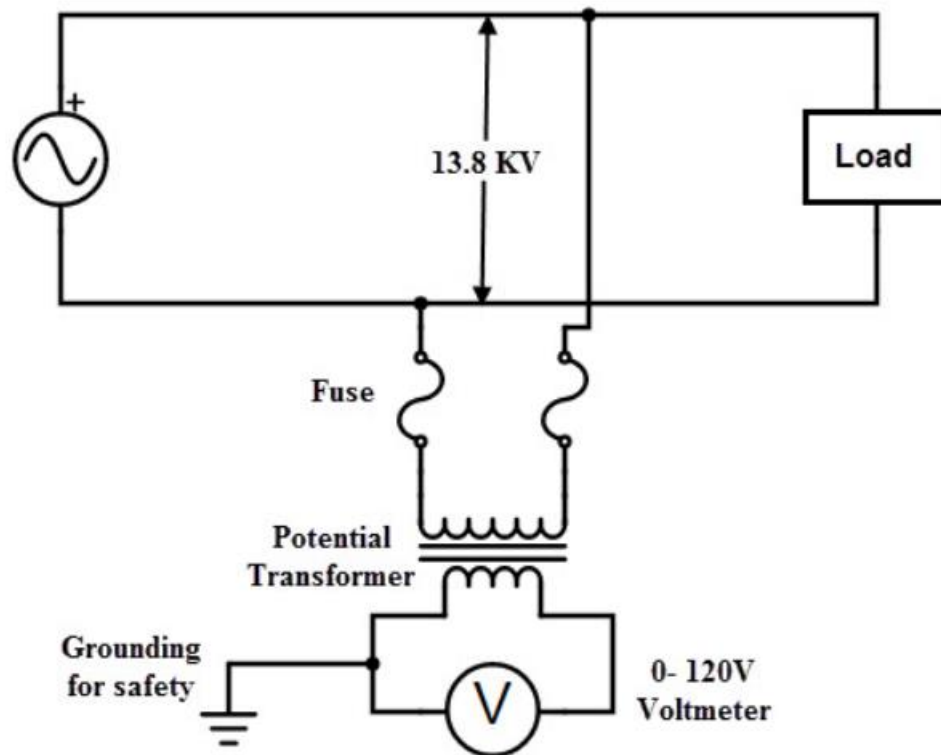 +
13.8 KV
Load
Fuse
Potential
Transformer
Grounding
for safety
V
0- 120V
Voltmeter